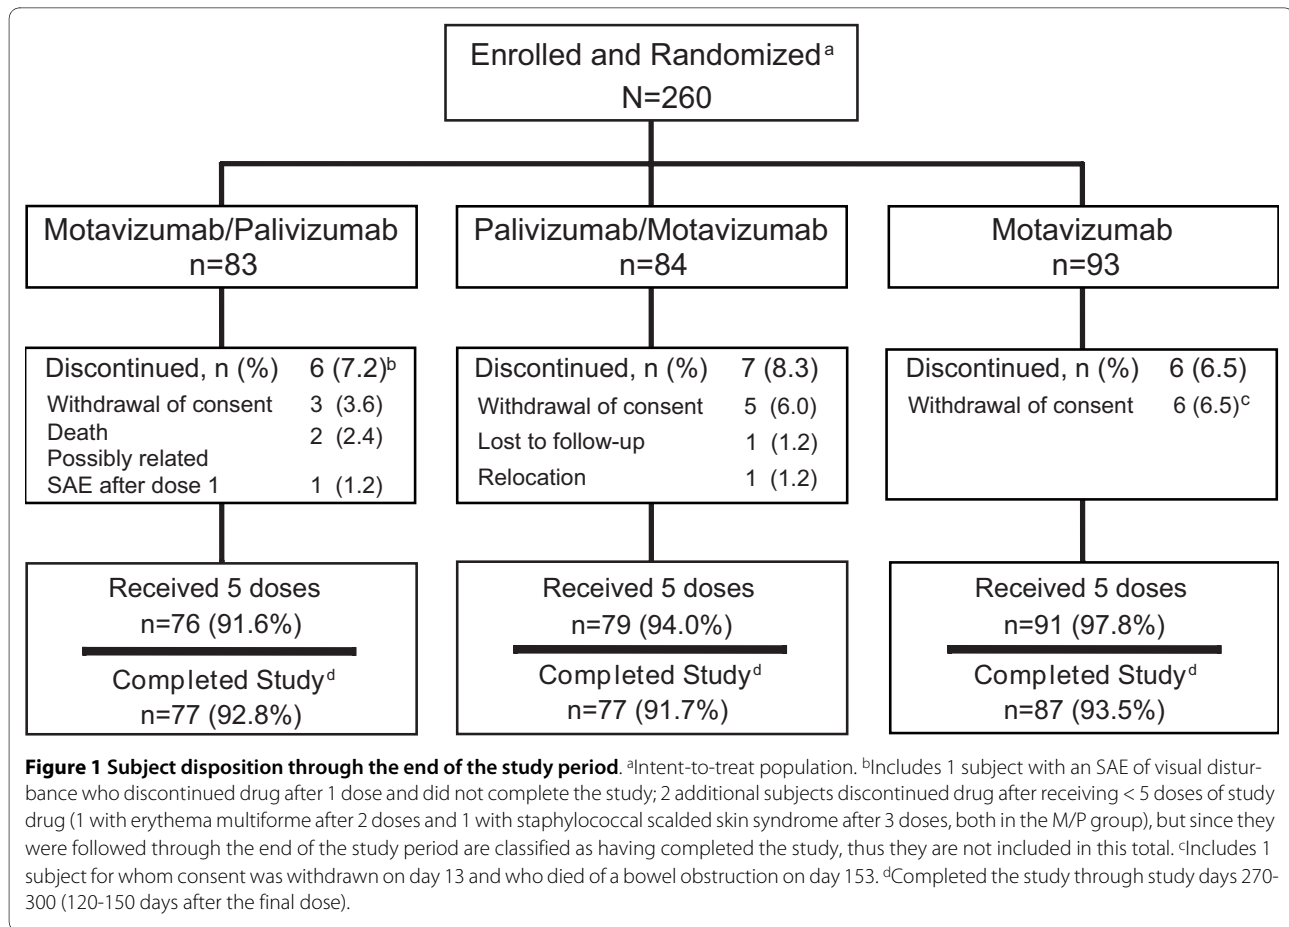 Enrolled and Randomizedᵃ
N=260
Motavizumab/Palivizumab
n=83
Palivizumab/Motavizumab
n=84
Motavizumab
n=93
Discontinued, n (%) 6 (7.2)ᵇ
Withdrawal of consent 3 (3.6)
Death 2 (2.4)
Possibly related
SAE after dose 1 1 (1.2)
Discontinued, n (%) 7 (8.3)
Withdrawal of consent 5 (6.0)
Lost to follow-up 1 (1.2)
Relocation 1 (1.2)
Discontinued, n (%) 6 (6.5)
Withdrawal of consent 6 (6.5)ᶜ
Received 5 doses
n=76 (91.6%)
Completed Studyᵈ
n=77 (92.8%)
Received 5 doses
n=79 (94.0%)
Completed Studyᵈ
n=77 (91.7%)
Received 5 doses
n=91 (97.8%)
Completed Studyᵈ
n=87 (93.5%)
Figure 1 Subject disposition through the end of the study period. ᵃIntent-to-treat population. ᵇIncludes 1 subject with an SAE of visual distur-
bance who discontinued drug after 1 dose and did not complete the study; 2 additional subjects discontinued drug after receiving < 5 doses of study
drug (1 with erythema multiforme after 2 doses and 1 with staphylococcal scalded skin syndrome after 3 doses, both in the M/P group), but since they
were followed through the end of the study period are classified as having completed the study, thus they are not included in this total. ᶜIncludes 1
subject for whom consent was withdrawn on day 13 and who died of a bowel obstruction on day 153. ᵈCompleted the study through study days 270-
300 (120-150 days after the final dose).